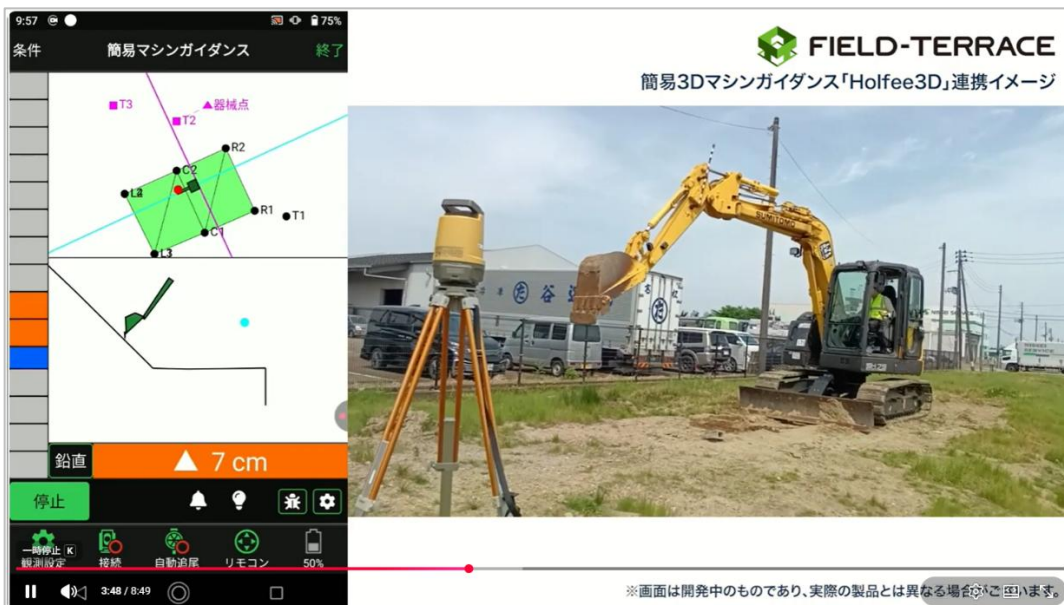 9:57
75%
条件
簡易マシンガイダンス
終了
T3
器械点
T2
R2
C2
R1
T1
C1
鉛直
▲ 7 cm
停止
一時停止 K
観測設定
接続
自動追尾
リモコン
50%
3:48 / 8:49
FIELD-TERRACE
簡易3Dマシンガイダンス「Holfee3D」連携イメージ
SUMITOMO
谷
※画面は開発中のものであり、実際の製品とは異なる場合がございます。